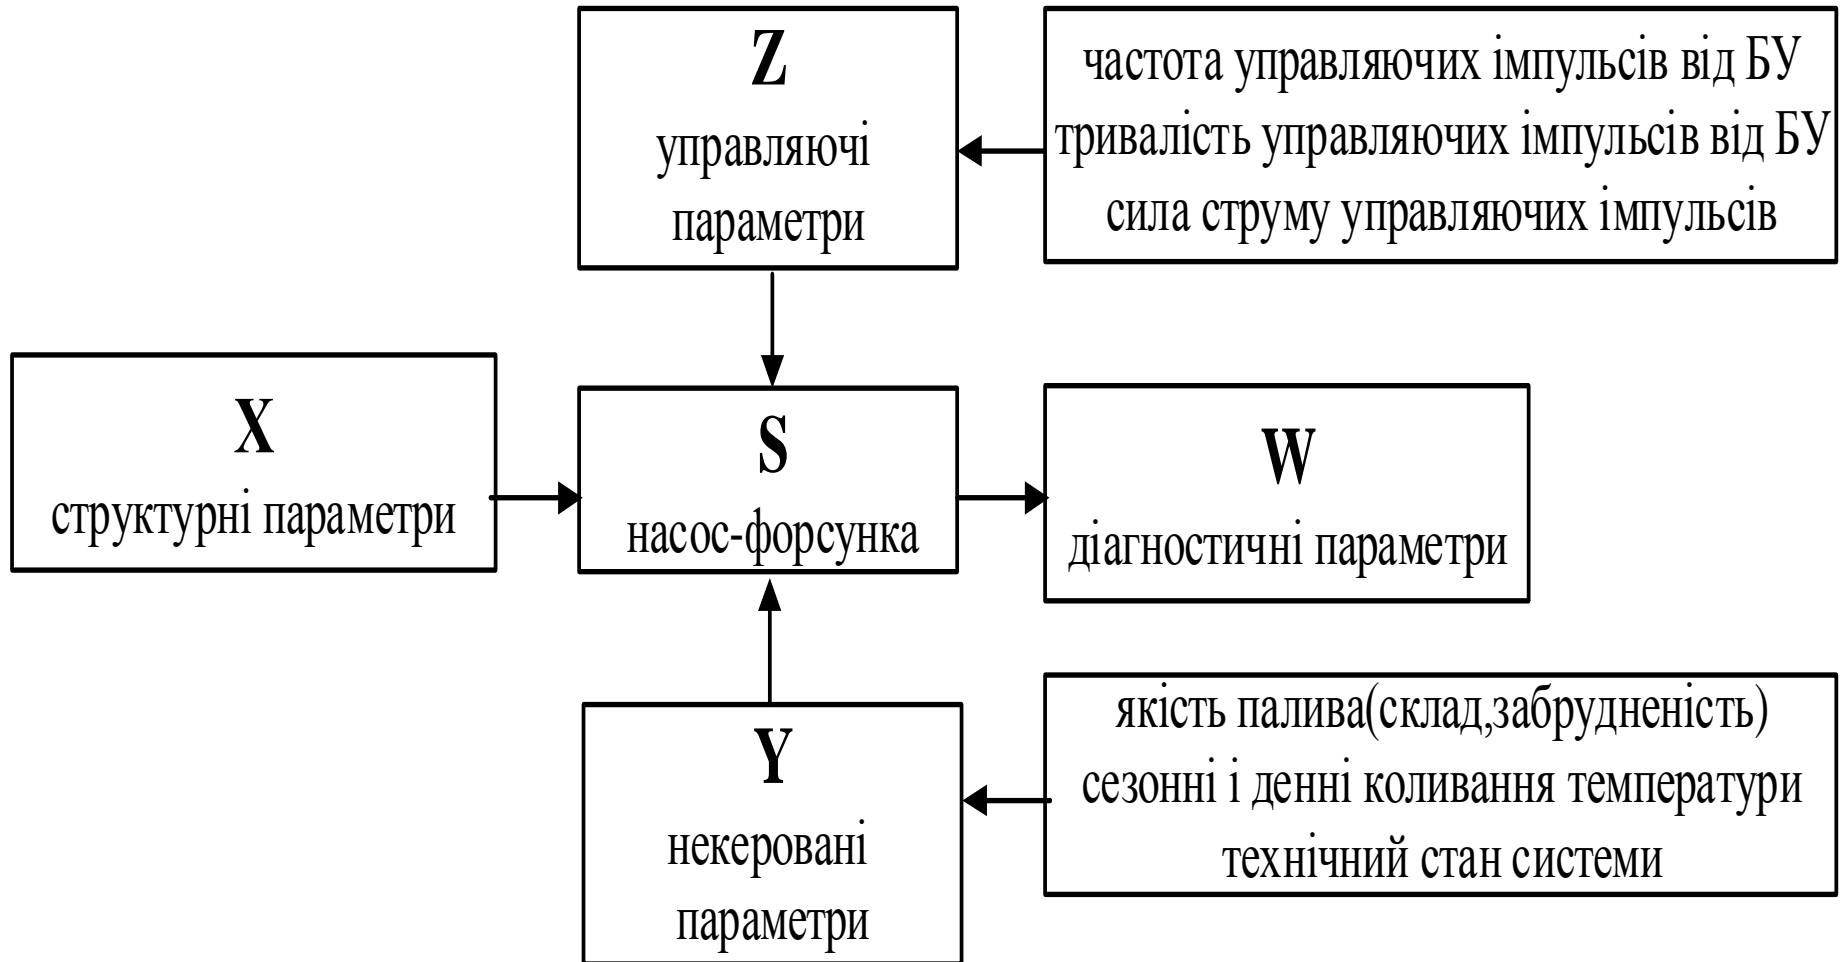 Z
управляючі
параметри
частота управляючих імпульсів від БУ
тривалість управляючих імпульсів від БУ
сила струму управляючих імпульсів
X
структурні параметри
S
насос-форсунка
W
діагностичні параметри
Y
некеровані
параметри
якість палива(склад,забрудненість)
сезонні і денні коливання температури
технічний стан системи